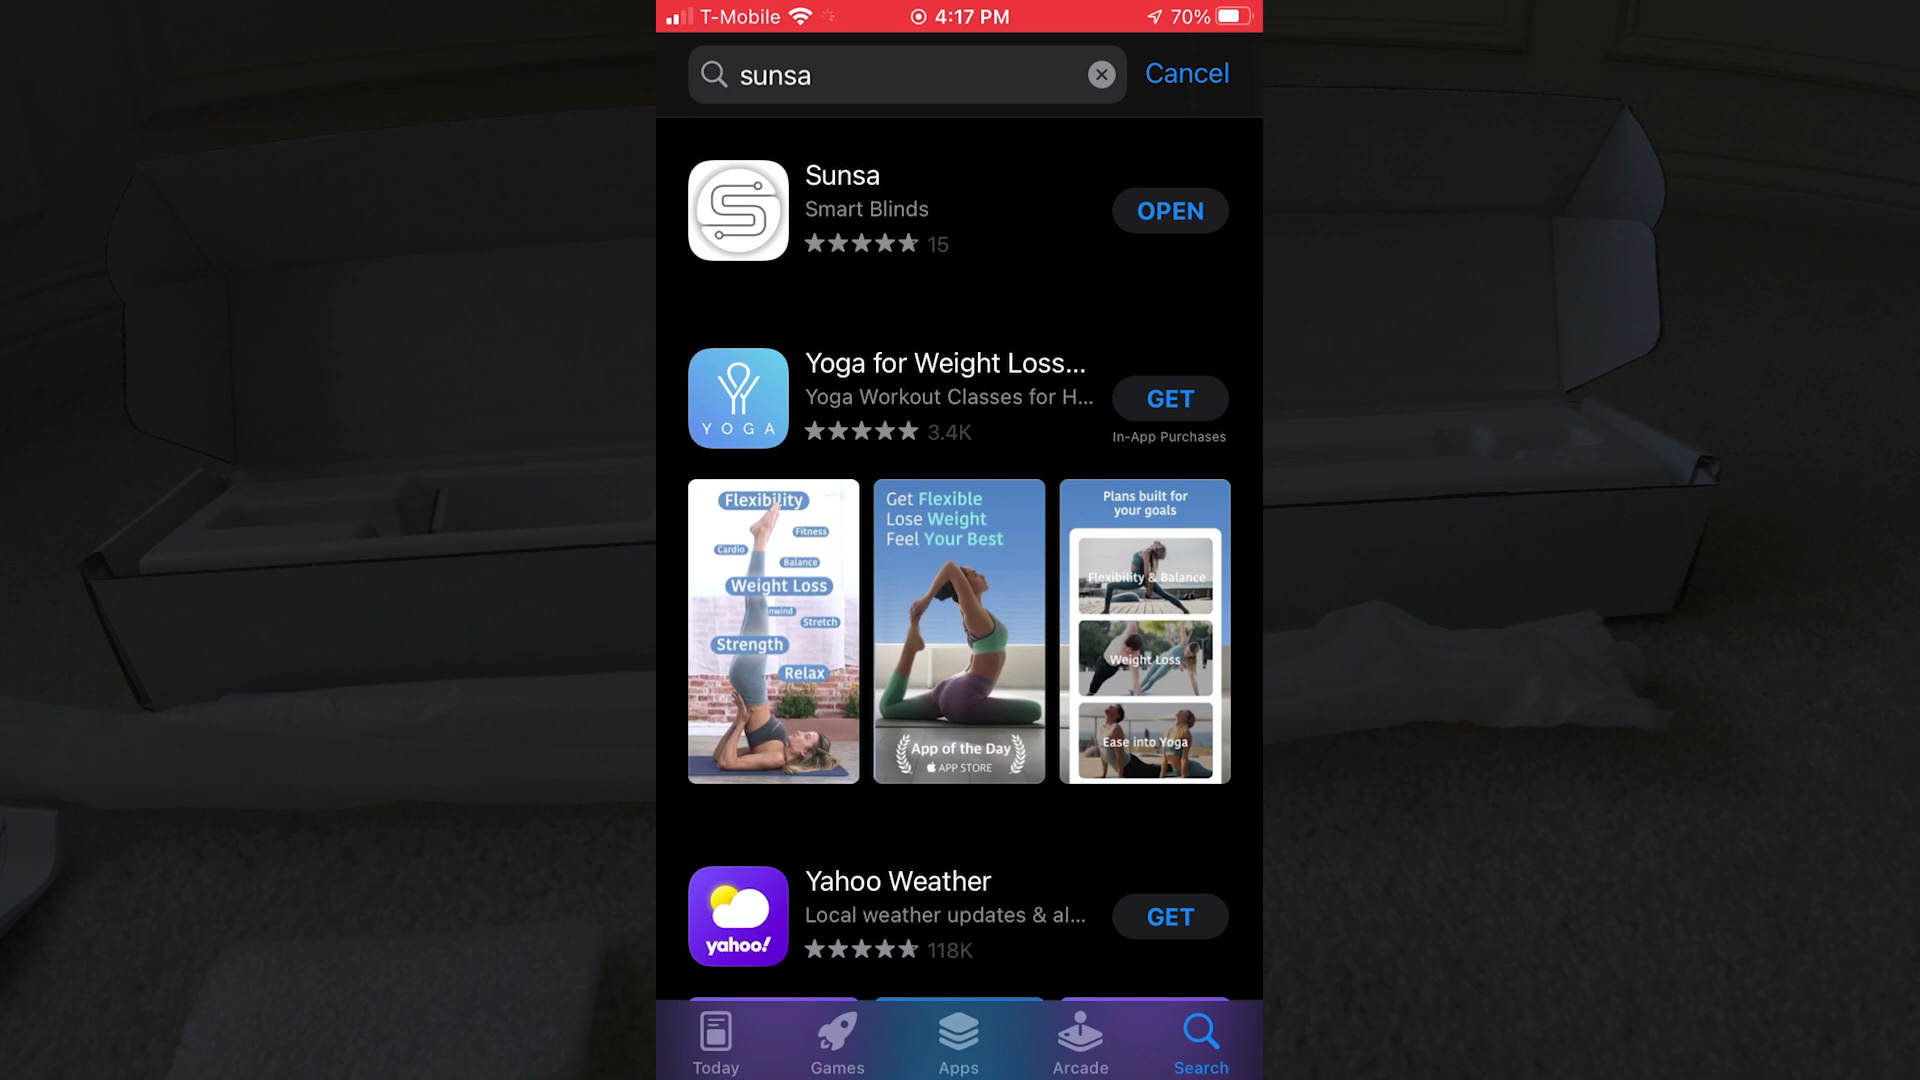 T-Mobile 4:17 PM 70%
sunsa Cancel
Sunsa
Smart Blinds
15
OPEN
Yoga for Weight Loss...
Yoga Workout Classes for H...
3.4K
GET
In-App Purchases
YOGA
Flexibility
Fitness
Cardio
Balance
Weight Loss
nwind
Stretch
Strength
Relax
Get Flexible
Lose Weight
Feel Your Best
App of the Day
APP STORE
Plans built for
your goals
Flexibility & Balance
Weight Loss
Ease into Yoga
Yahoo Weather
Local weather updates & al...
118K
GET
yahoo!
Today Games Apps Arcade Search